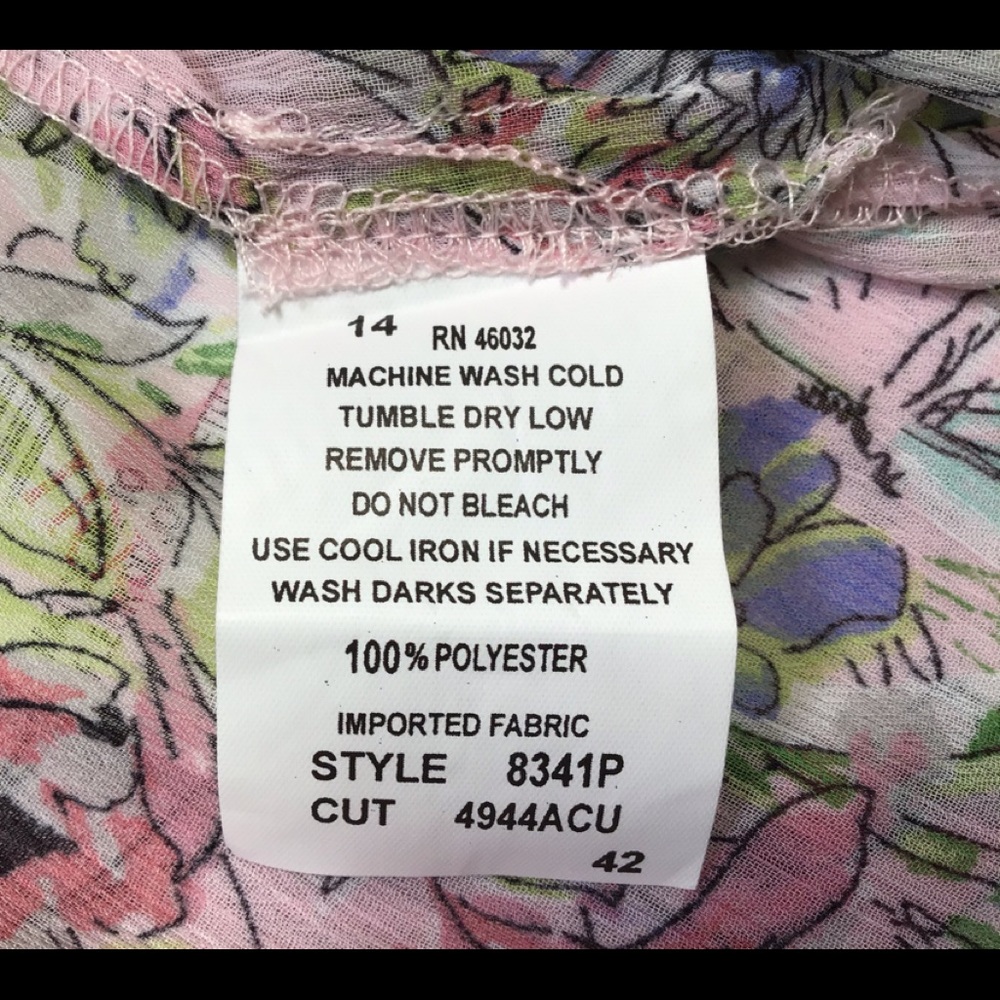 14 RN 46032
MACHINE WASH COLD
TUMBLE DRY LOW
REMOVE PROMPTLY
DO NOT BLEACH
USE COOL IRON IF NECESSARY
WASH DARKS SEPARATELY
100% POLYESTER
IMPORTED FABRIC
STYLE 8341P
CUT 4944ACU
42